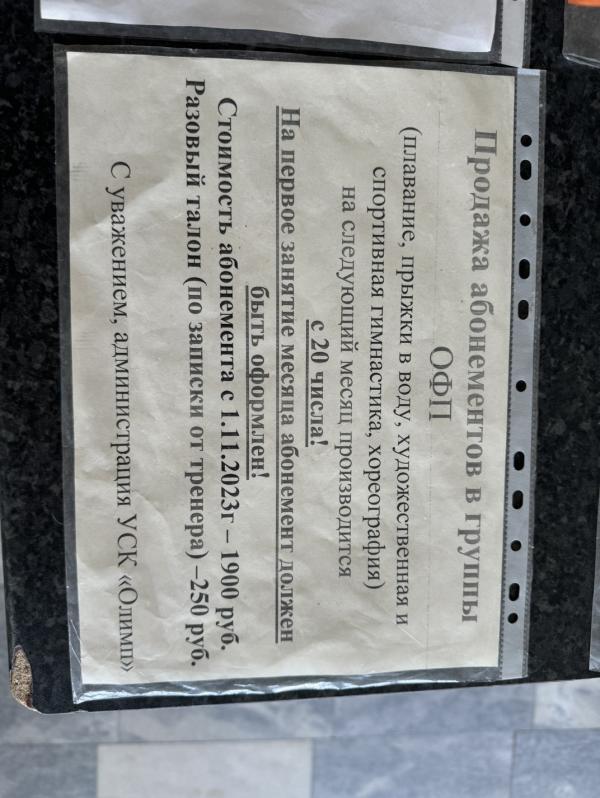 Продажа абонементов в группы
ОФП
(плавание, прыжки в воду, художественная и
спортивная гимнастика, хореография)
на следующий месяц производится
с 20 числа!
На первое занятие месяца абонемент должен
быть оформлен!
Стоимость абонемента с 1.11.2023г – 1900 руб.
Разовый талон (по записки от тренера) –250 руб.
С уважением, администрация УСК «Олимп»